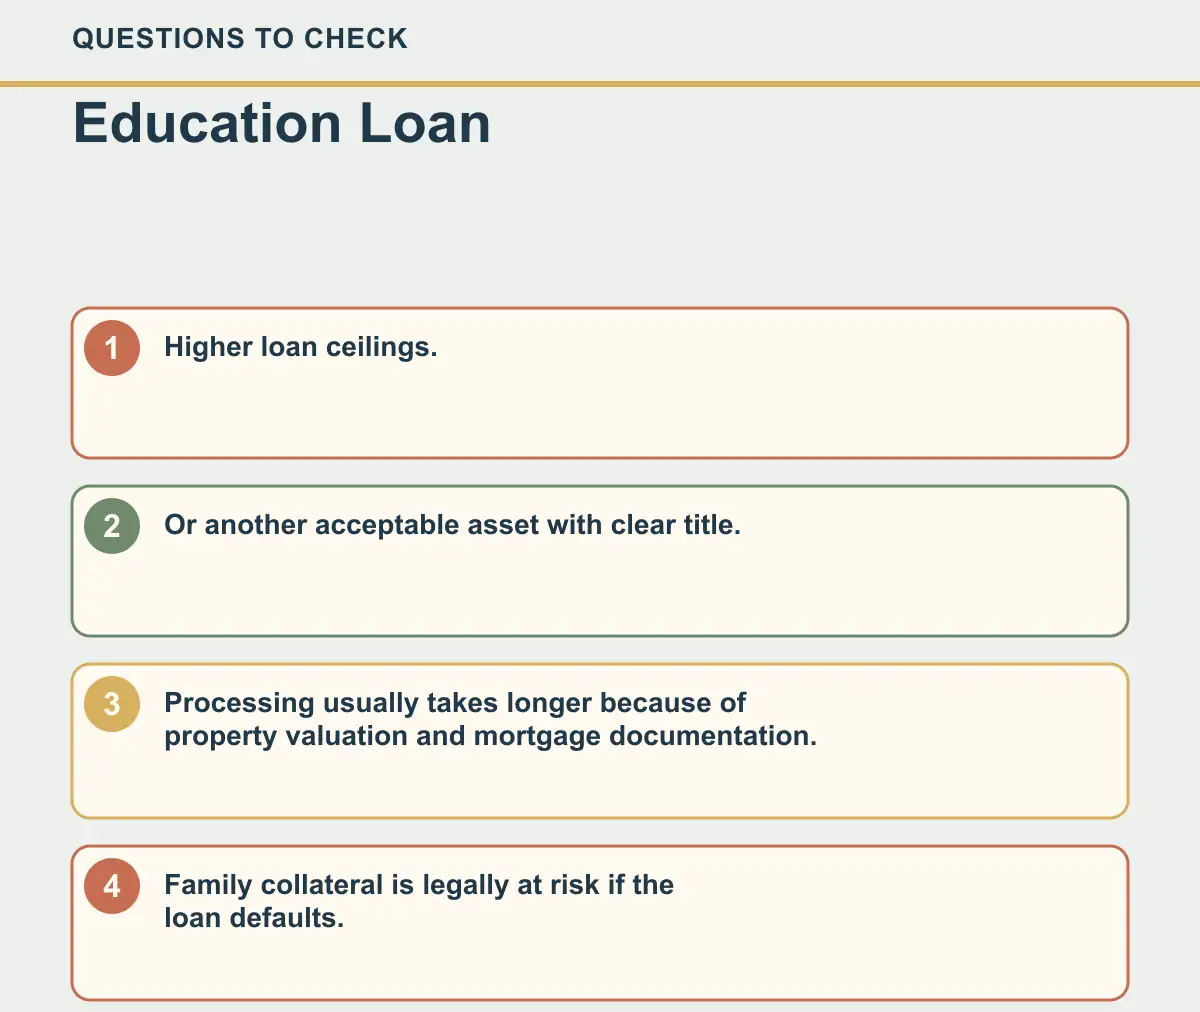 QUESTIONS TO CHECK
Education Loan
1
Higher loan ceilings.
2
Or another acceptable asset with clear title.
3
Processing usually takes longer because of
property valuation and mortgage documentation.
4
Family collateral is legally at risk if the
loan defaults.